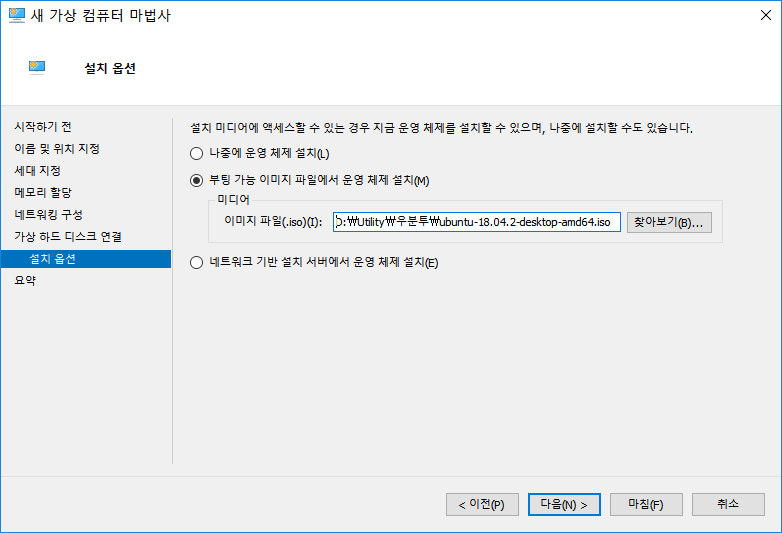 새 가상 컴퓨터 마법사
설치 옵션
시작하기 전
이름 및 위치 지정
세대 지정
메모리 할당
네트워킹 구성
가상 하드 디스크 연결
설치 옵션
요약
설치 미디어에 액세스할 수 있는 경우 지금 운영 체제를 설치할 수 있으며, 나중에 설치할 수도 있습니다.
나중에 운영 체제 설치(L)
부팅 가능 이미지 파일에서 운영 체제 설치(M)
미디어
이미지 파일(.iso)(I): D:₩Utility₩우분투₩ubuntu-18.04.2-desktop-amd64.iso 찾아보기(B)...
네트워크 기반 설치 서버에서 운영 체제 설치(E)
< 이전(P) 다음(N) > 마침(F) 취소